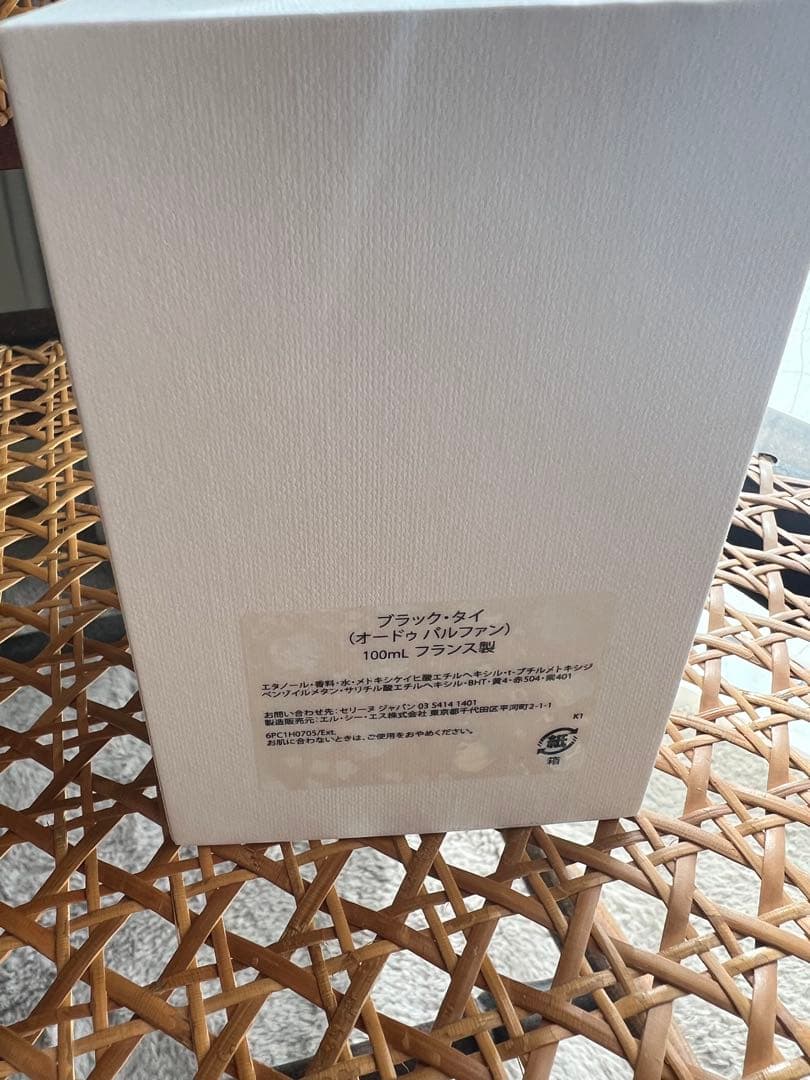 ブラック・タイ
(オードゥ パルファン)
100mL フランス製
エタノール・香料・水・メトキシケイヒ酸エチルヘキシル・t-ブチルメトキシジ
ベンゾイルメタン・サリチル酸エチルヘキシル・BHT・黄4・赤504・紫401
お問い合わせ先：セリーヌ ジャパン 03 5414 1401
製造販売元：エル・シー・エス株式会社 東京都千代田区平河町2-1-1
K1
6PC1H0705/Ext.
お肌に合わないときは、ご使用をおやめください。
紙
箱